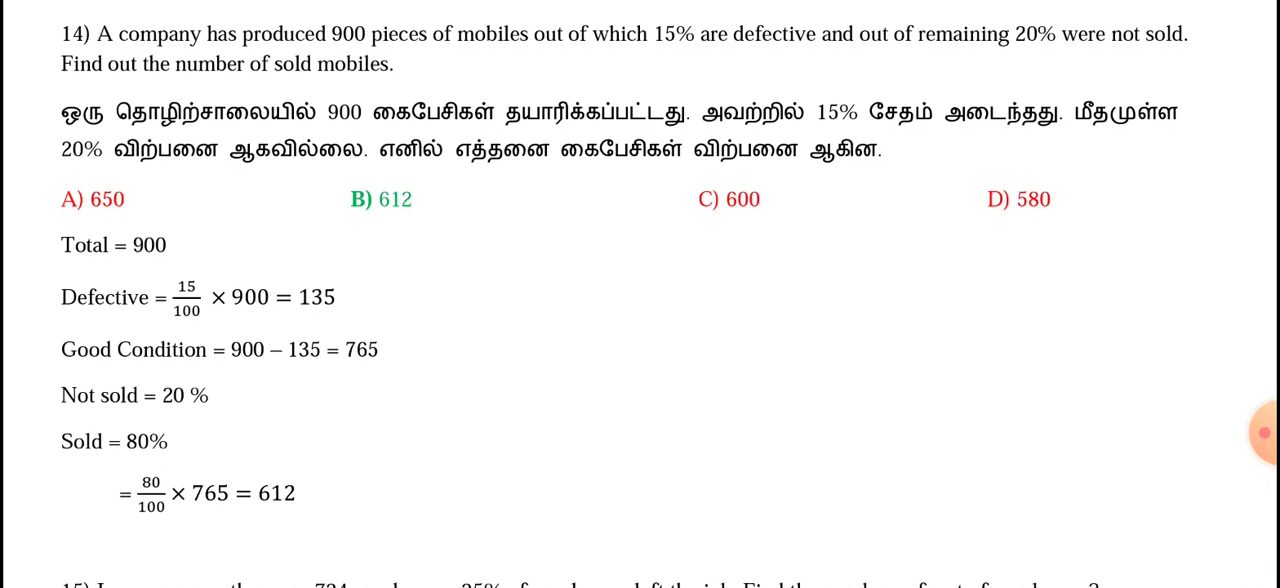 14) A company has produced 900 pieces of mobiles out of which 15% are defective and out of remaining 20% were not sold.
Find out the number of sold mobiles.
ஒரு தொழிற்சாலையில் 900 கைபேசிகள் தயாரிக்கப்பட்டது. அவற்றில் 15% சேதம் அடைந்தது. மீதமுள்ள
20% விற்பனை ஆகவில்லை. எனில் எத்தனை கைபேசிகள் விற்பனை ஆகின.
A) 650 B) 612 C) 600 D) 580
Total = 900
Defective = 15/100 × 900 = 135
Good Condition = 900 – 135 = 765
Not sold = 20 %
Sold = 80%
= 80/100 × 765 = 612